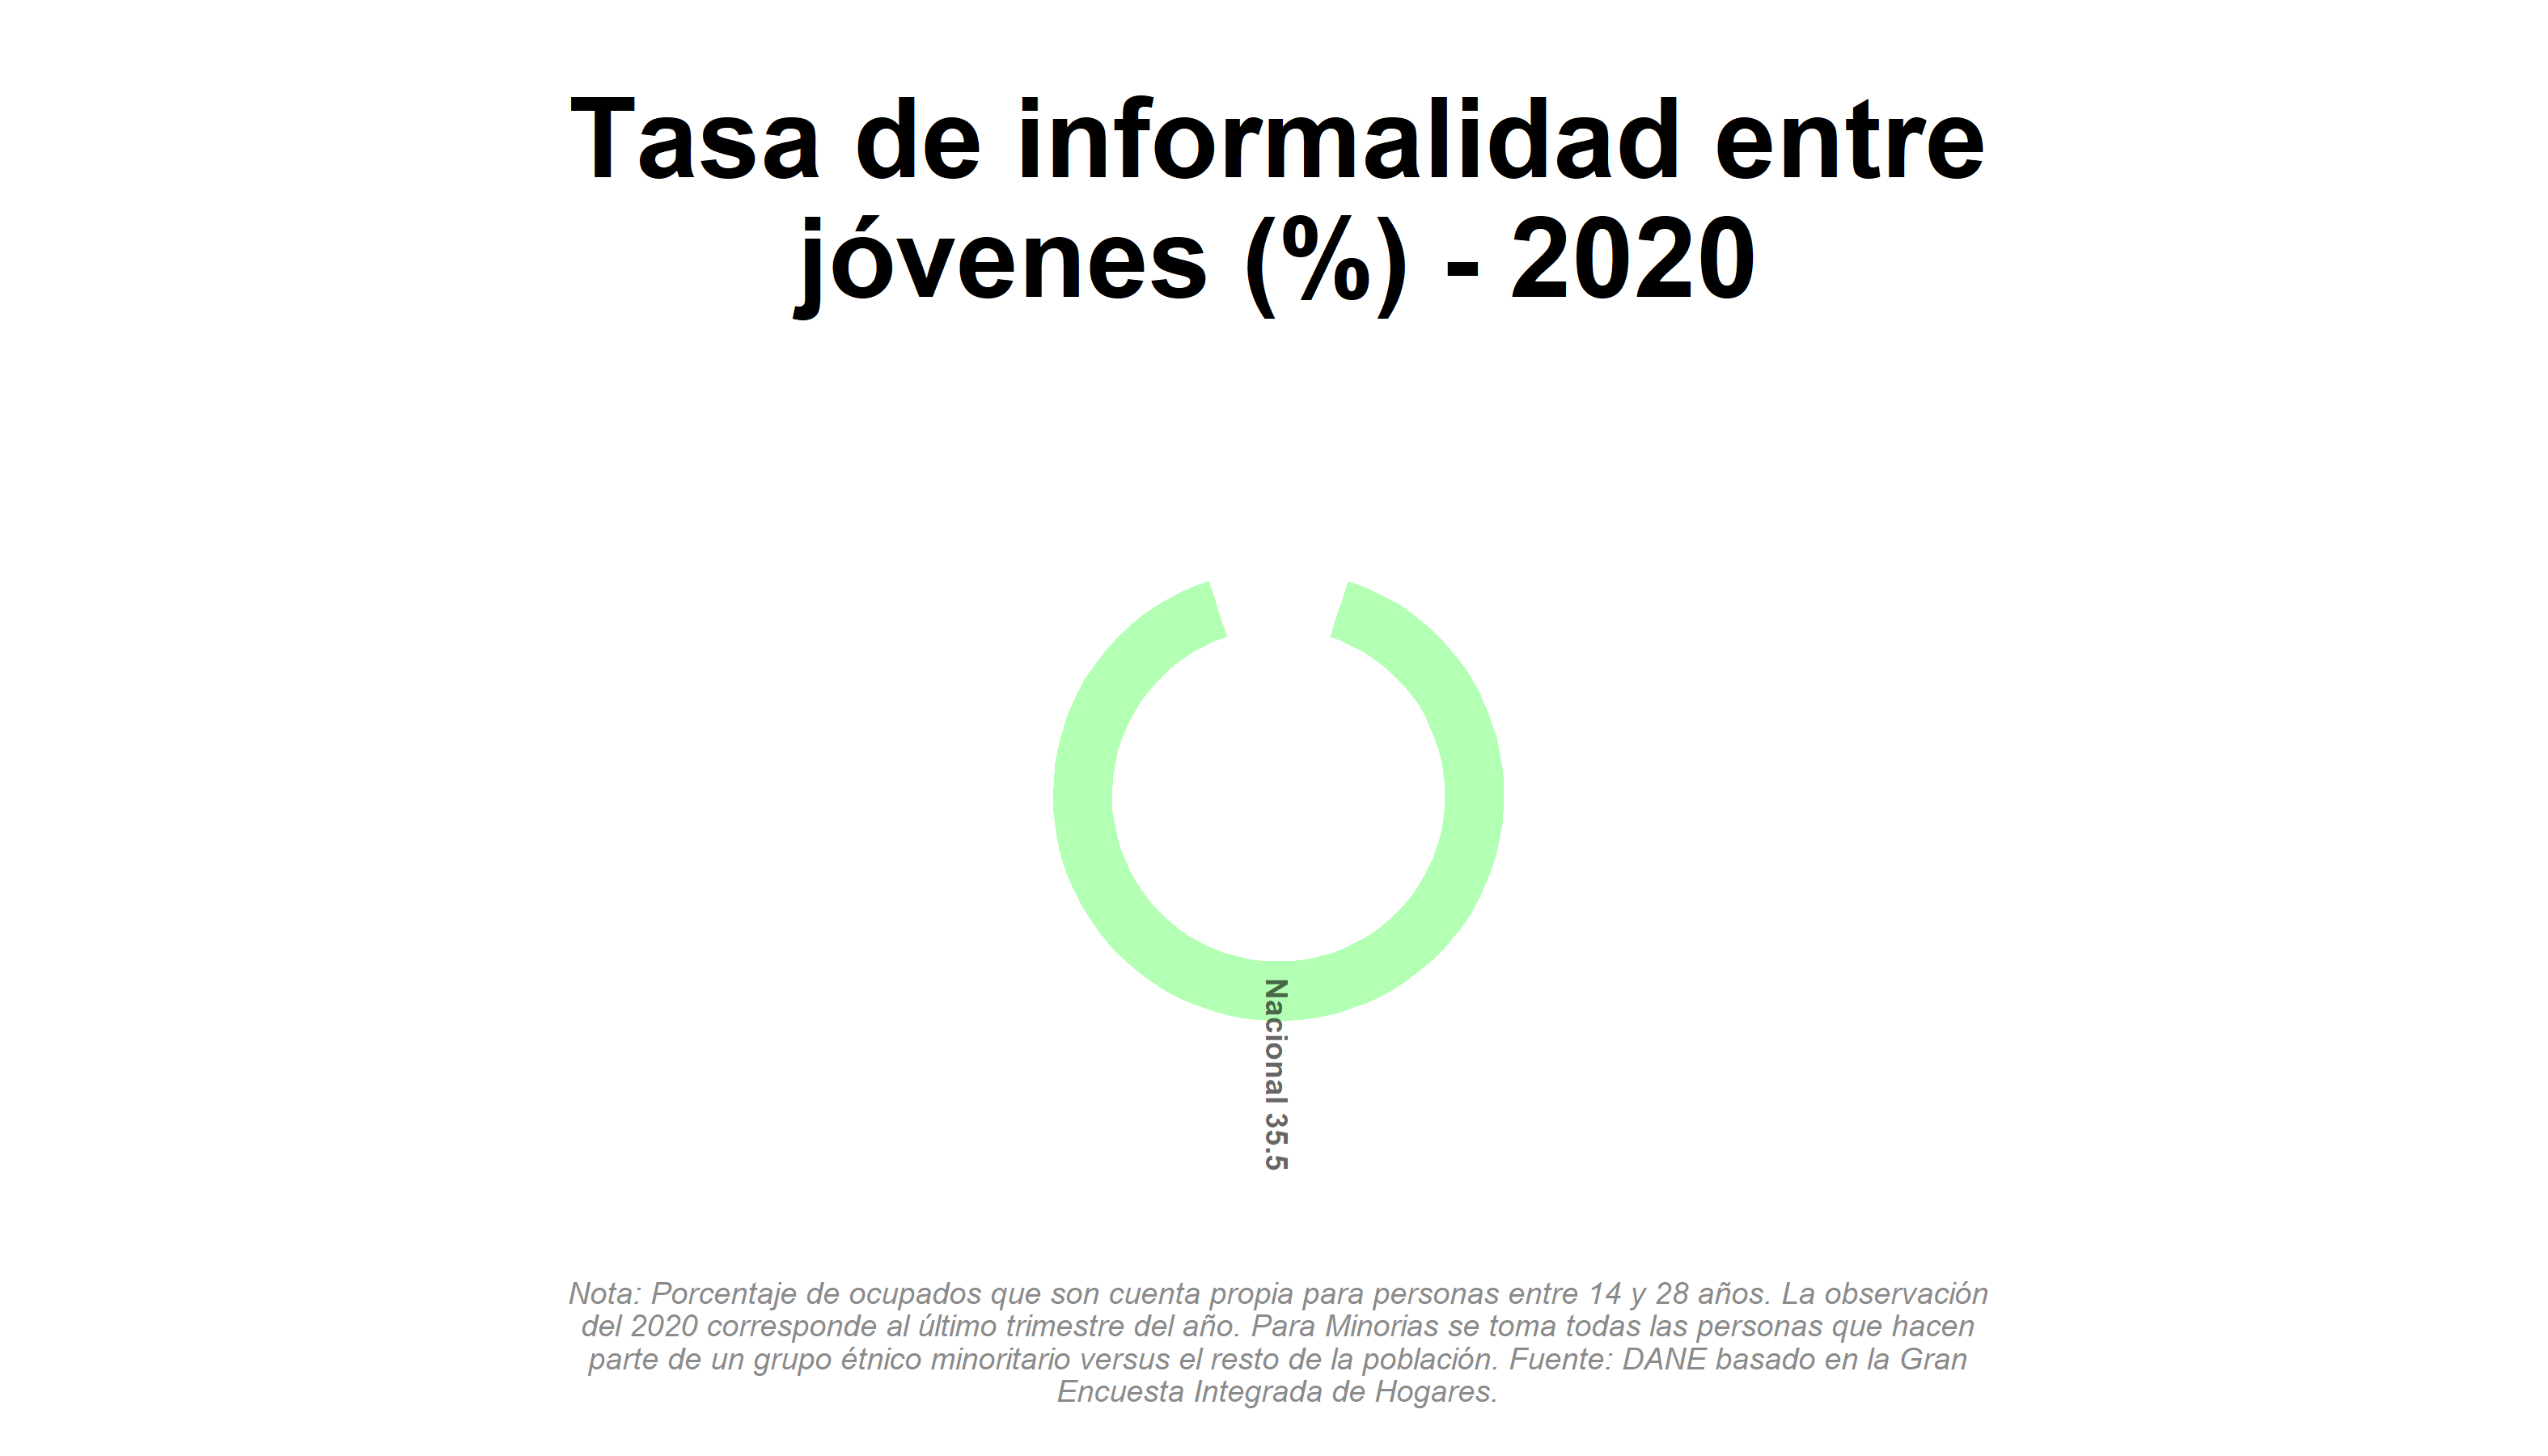 Tasa de informalidad entre
jóvenes (%) - 2020
Nacional 35.5
Nota: Porcentaje de ocupados que son cuenta propia para personas entre 14 y 28 años. La observación
del 2020 corresponde al último trimestre del año. Para Minorias se toma todas las personas que hacen
parte de un grupo étnico minoritario versus el resto de la población. Fuente: DANE basado en la Gran
Encuesta Integrada de Hogares.